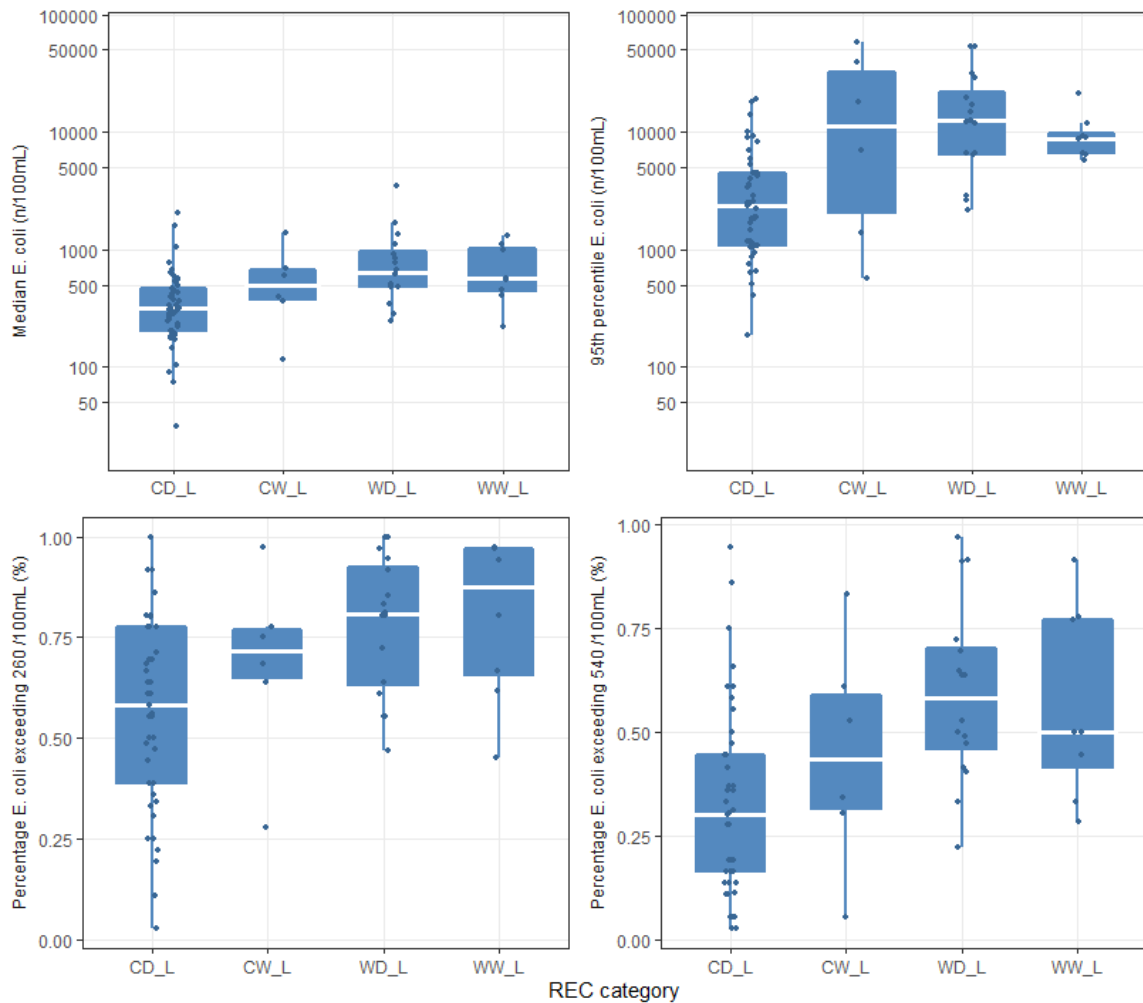 Median E. coli (n/100mL)
100000
50000
10000
5000
1000
500
100
50
CD_L CW_L WD_L WW_L
95th percentile E. coli (n/100mL)
100000
50000
10000
5000
1000
500
100
50
CD_L CW_L WD_L WW_L
Percentage E. coli exceeding 260 /100mL (%)
1.00
0.75
0.50
0.25
0.00
CD_L CW_L WD_L WW_L
Percentage E. coli exceeding 540 /100mL (%)
1.00
0.75
0.50
0.25
0.00
CD_L CW_L WD_L WW_L
REC category